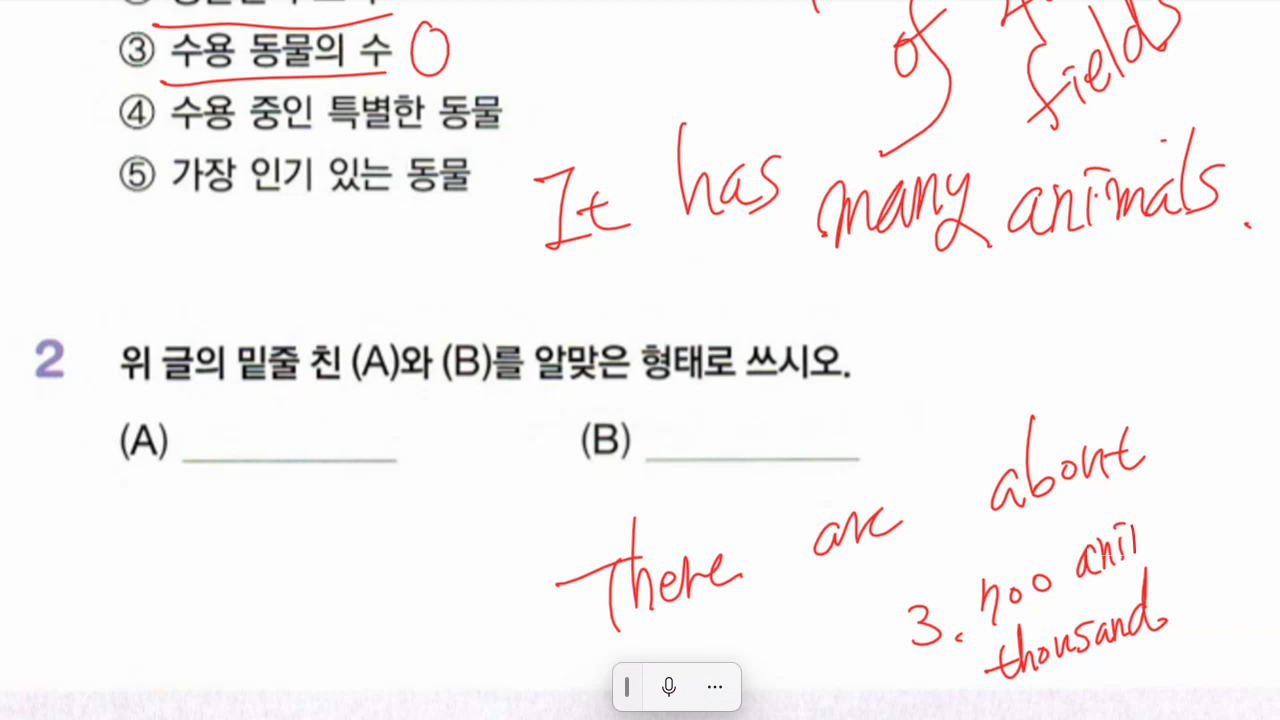 ③ 수용 동물의 수 O
④ 수용 중인 특별한 동물
⑤ 가장 인기 있는 동물
of
fields
It has many animals.
2 위 글의 밑줄 친 (A)와 (B)를 알맞은 형태로 쓰시오.
(A) (B)
There are about
3.
thousand